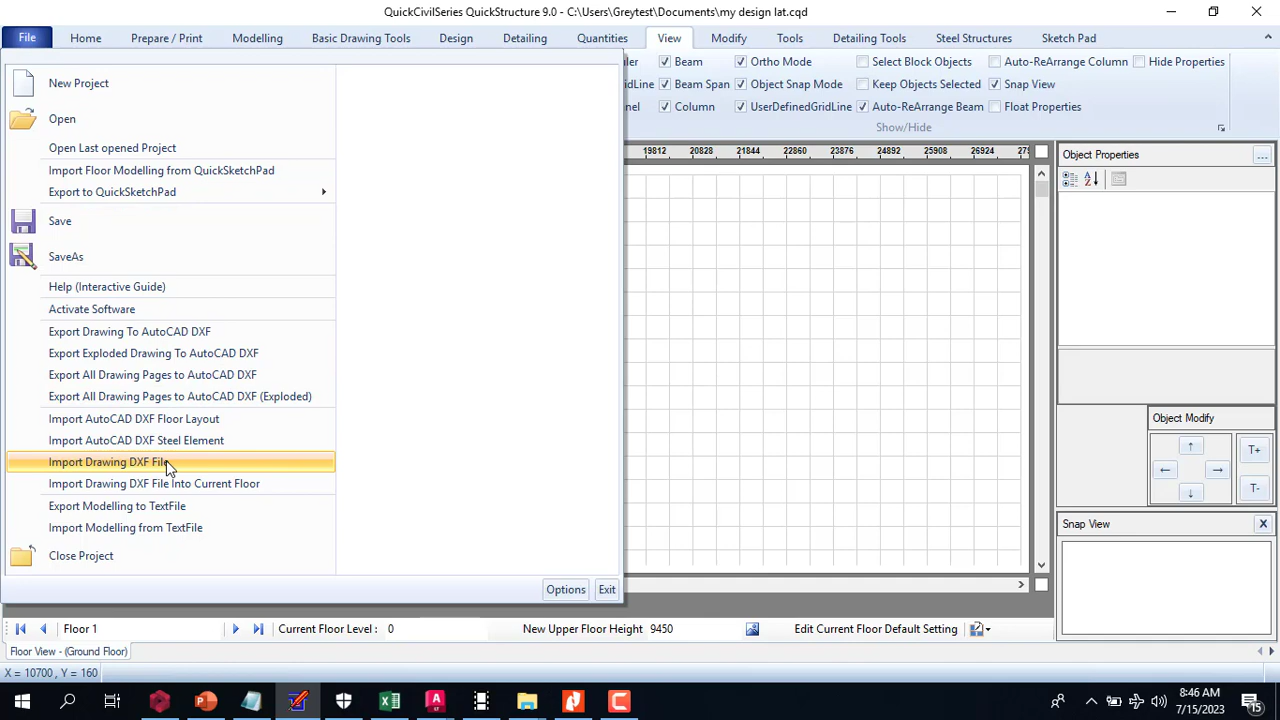 QuickCivilSeries QuickStructure 9.0 - C:\Users\Greytest\Documents\my design lat.cqd
File Home Prepare / Print Modelling Basic Drawing Tools Design Detailing Quantities View Modify Tools Detailing Tools Steel Structures Sketch Pad
New Project
Open
Open Last opened Project
Import Floor Modelling from QuickSketchPad
Export to QuickSketchPad
Save
SaveAs
Help (Interactive Guide)
Activate Software
Export Drawing To AutoCAD DXF
Export Exploded Drawing To AutoCAD DXF
Export All Drawing Pages to AutoCAD DXF
Export All Drawing Pages to AutoCAD DXF (Exploded)
Import AutoCAD DXF Floor Layout
Import AutoCAD DXF Steel Element
Import Drawing DXF File
Import Drawing DXF File Into Current Floor
Export Modelling to TextFile
Import Modelling from TextFile
Close Project
Options Exit
Beam Ortho Mode Select Block Objects Auto-ReArrange Column Hide Properties
Beam Span Object Snap Mode Keep Objects Selected Snap View
Column UserDefinedGridLine Auto-ReArrange Beam Float Properties
Show/Hide
19812 20828 21844 22860 23876 24892 25908 26924
Object Properties ...
Object Modify
T+
T-
Snap View
Floor 1 Current Floor Level : 0 New Upper Floor Height 9450 Edit Current Floor Default Setting
Floor View - (Ground Floor)
X = 10700 , Y = 160
8:46 AM
7/15/2023
15